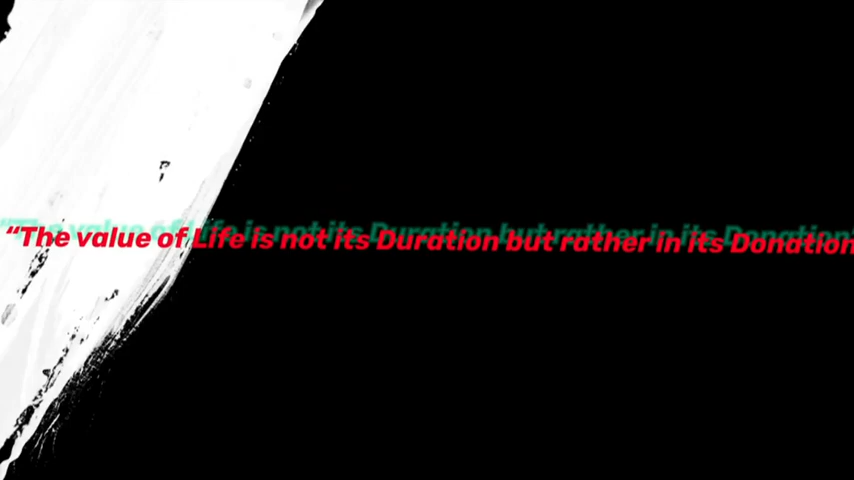 “The value of Life is not its Duration but rather in its Donation